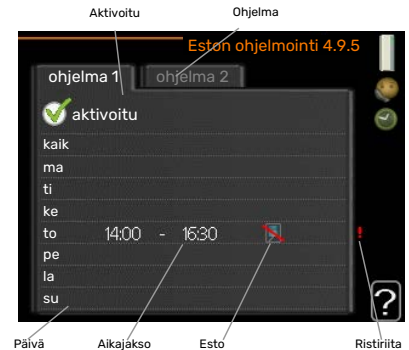 Aktivoitu Ohjelma
Eston ohjelmointi 4.9.5
ohjelma 1 ohjelma 2
aktivoitu
kaik
ma
ti
ke
to 14:00 - 16:30 !
pe
la
su
?
Päivä Aikajakso Esto Ristiriita